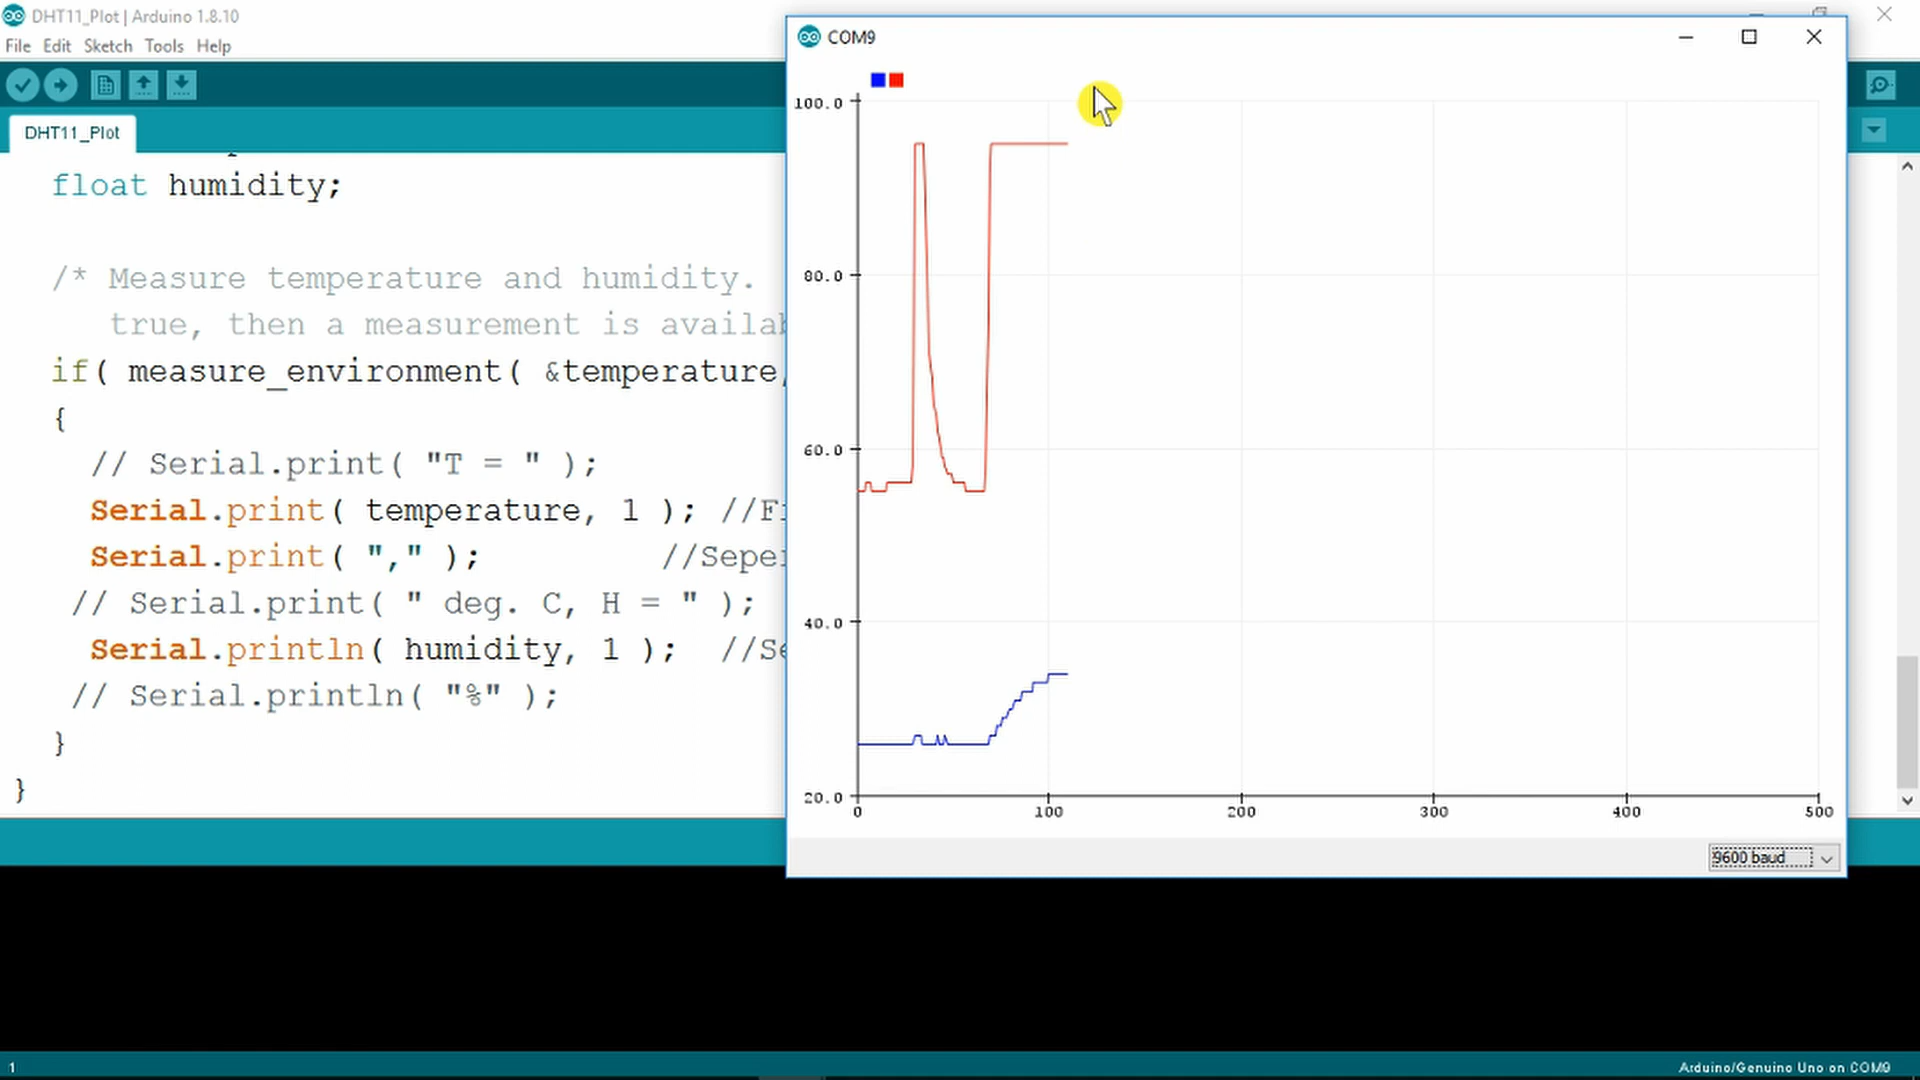 DHT11_Plot | Arduino 1.8.10
File Edit Sketch Tools Help
DHT11_Plot
float humidity;
/* Measure temperature and humidity.
true, then a measurement is
if( measure_environment( &temperature,
{
// Serial.print( "T = " );
Serial.print( temperature, 1 ); //
Serial.print( "," ); //
// Serial.print( " deg. C, H = " );
Serial.println( humidity, 1 ); //
// Serial.println( "%" );
}
}
COM9
100.0
80.0
60.0
40.0
20.0
0 100 200 300 400 500
9600 baud
1
Arduino/Genuino Uno on COM9